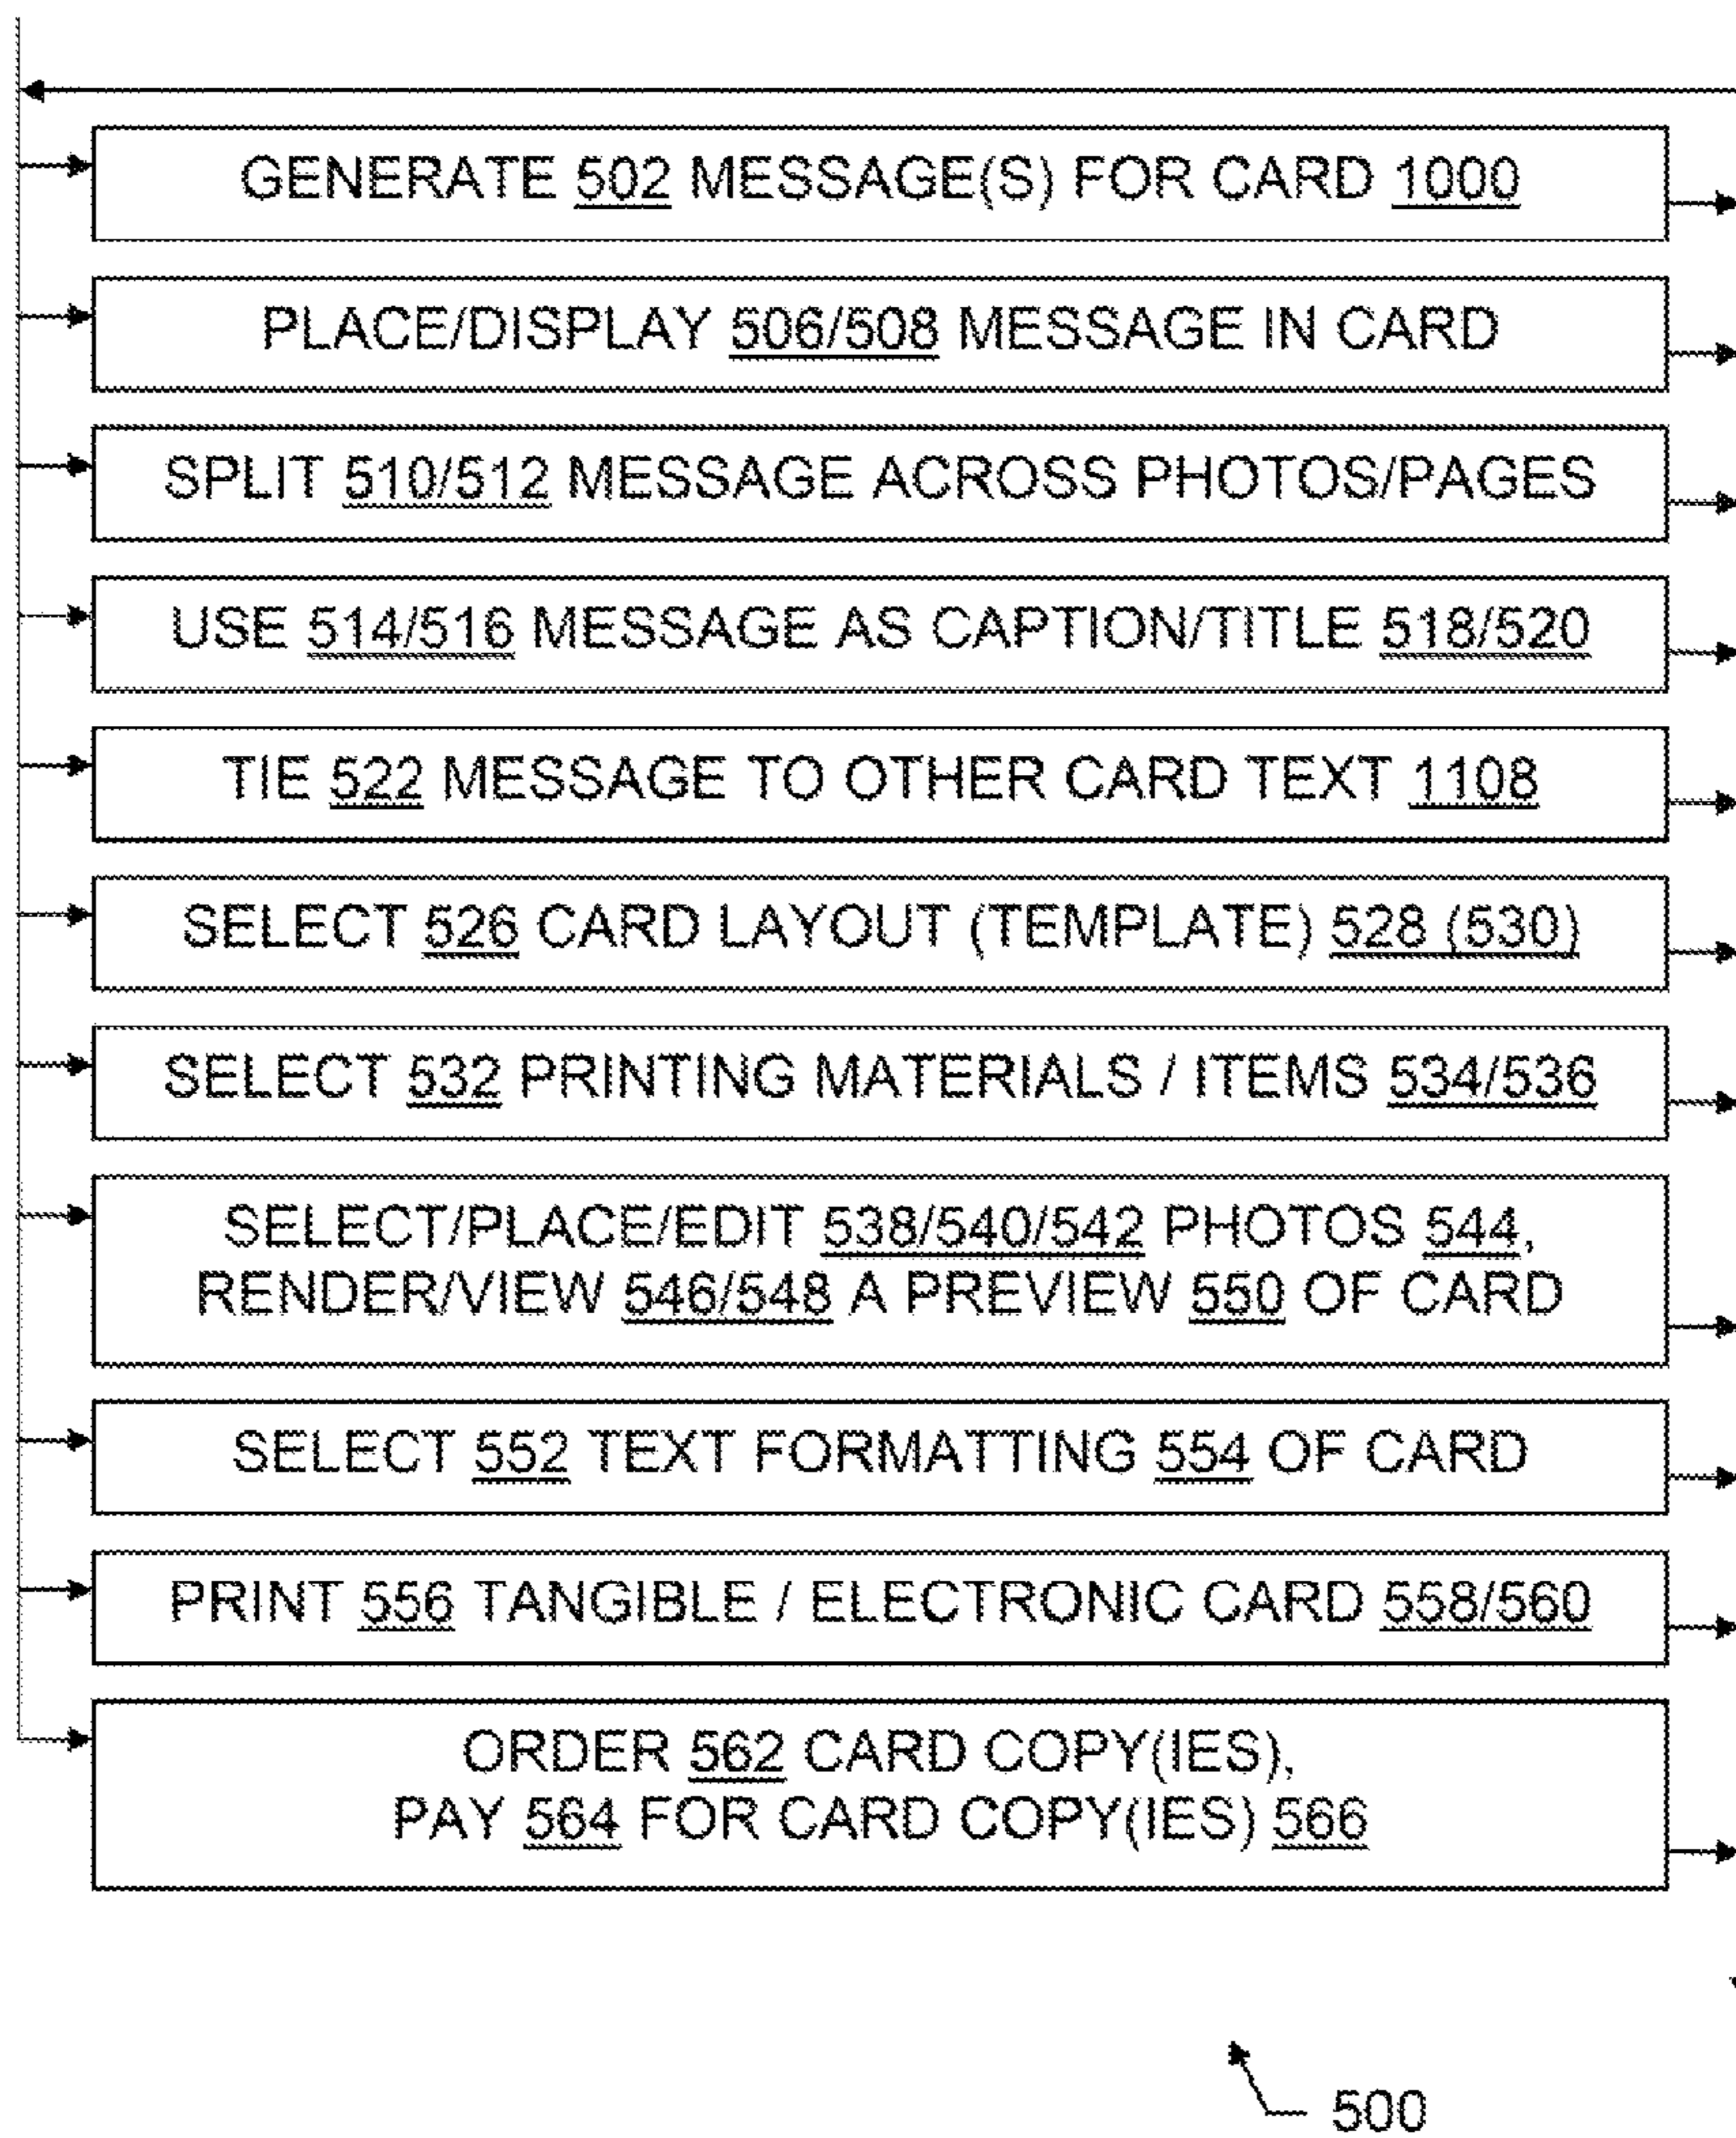 GENERATE 502 MESSAGE(S) FOR CARD 1000
PLACE/DISPLAY 506/508 MESSAGE IN CARD
SPLIT 510/512 MESSAGE ACROSS PHOTOS/PAGES
USE 514/516 MESSAGE AS CAPTION/TITLE 518/520
TIE 522 MESSAGE TO OTHER CARD TEXT 1108
SELECT 526 CARD LAYOUT (TEMPLATE) 528 (530)
SELECT 532 PRINTING MATERIALS / ITEMS 534/536
SELECT/PLACE/EDIT 538/540/542 PHOTOS 544,
RENDER/VIEW 546/548 A PREVIEW 550 OF CARD
SELECT 552 TEXT FORMATTING 554 OF CARD
PRINT 556 TANGIBLE / ELECTRONIC CARD 558/560
ORDER 562 CARD COPY(IES),
PAY 564 FOR CARD COPY(IES) 566
500